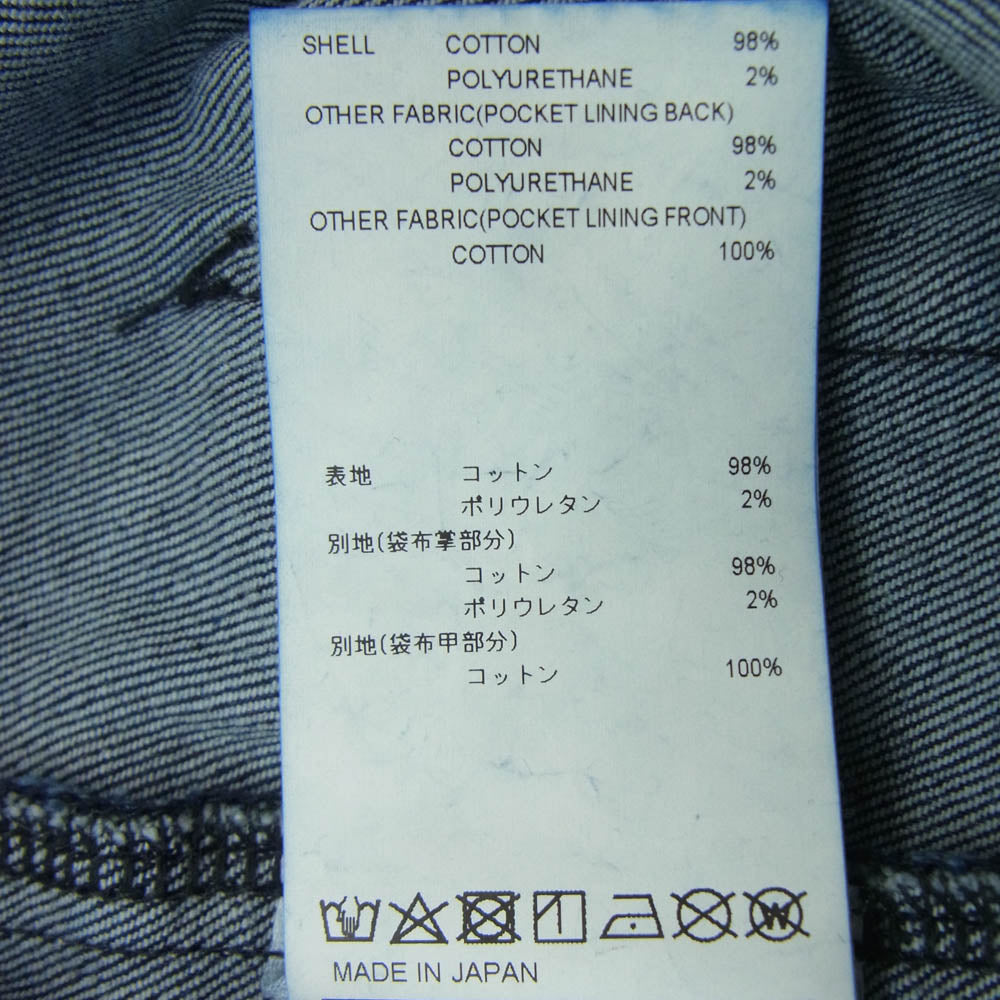 SHELL COTTON 98%
POLYURETHANE 2%
OTHER FABRIC(POCKET LINING BACK)
COTTON 98%
POLYURETHANE 2%
OTHER FABRIC(POCKET LINING FRONT)
COTTON 100%
表地 コットン 98%
ポリウレタン 2%
別地(袋布掌部分)
コットン 98%
ポリウレタン 2%
別地(袋布甲部分)
コットン 100%
W
MADE IN JAPAN